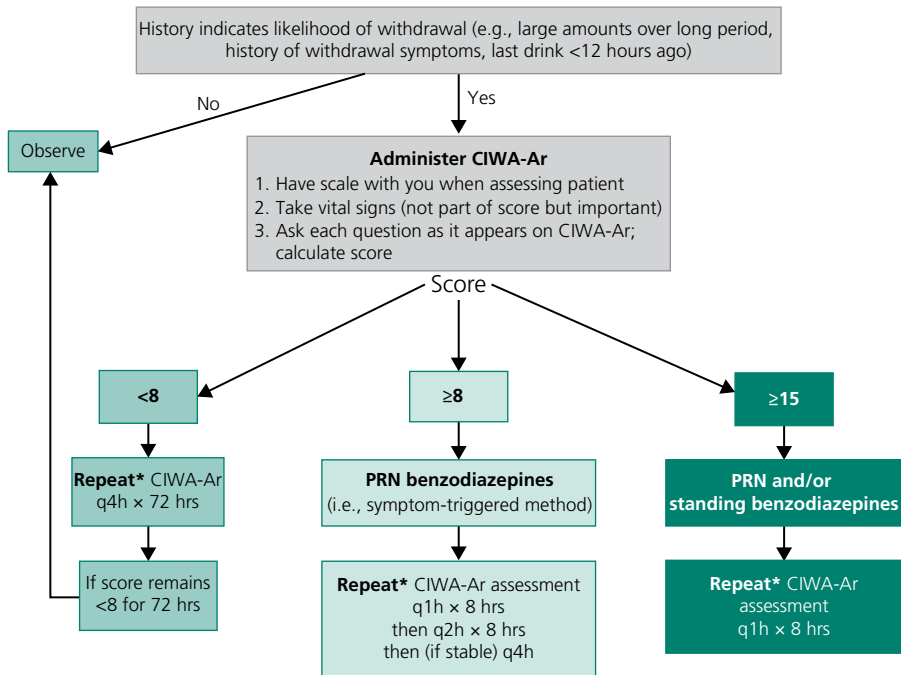 History indicates likelihood of withdrawal (e.g., large amounts over long period,
history of withdrawal symptoms, last drink <12 hours ago)
No
Yes
Observe
Administer CIWA-Ar
1. Have scale with you when assessing patient
2. Take vital signs (not part of score but important)
3. Ask each question as it appears on CIWA-Ar;
calculate score
Score
<8
≥8
≥15
Repeat* CIWA-Ar
q4h × 72 hrs
PRN benzodiazepines
(i.e., symptom-triggered method)
PRN and/or
standing benzodiazepines
If score remains
<8 for 72 hrs
Repeat* CIWA-Ar assessment
q1h × 8 hrs
then q2h × 8 hrs
then (if stable) q4h
Repeat* CIWA-Ar
assessment
q1h × 8 hrs